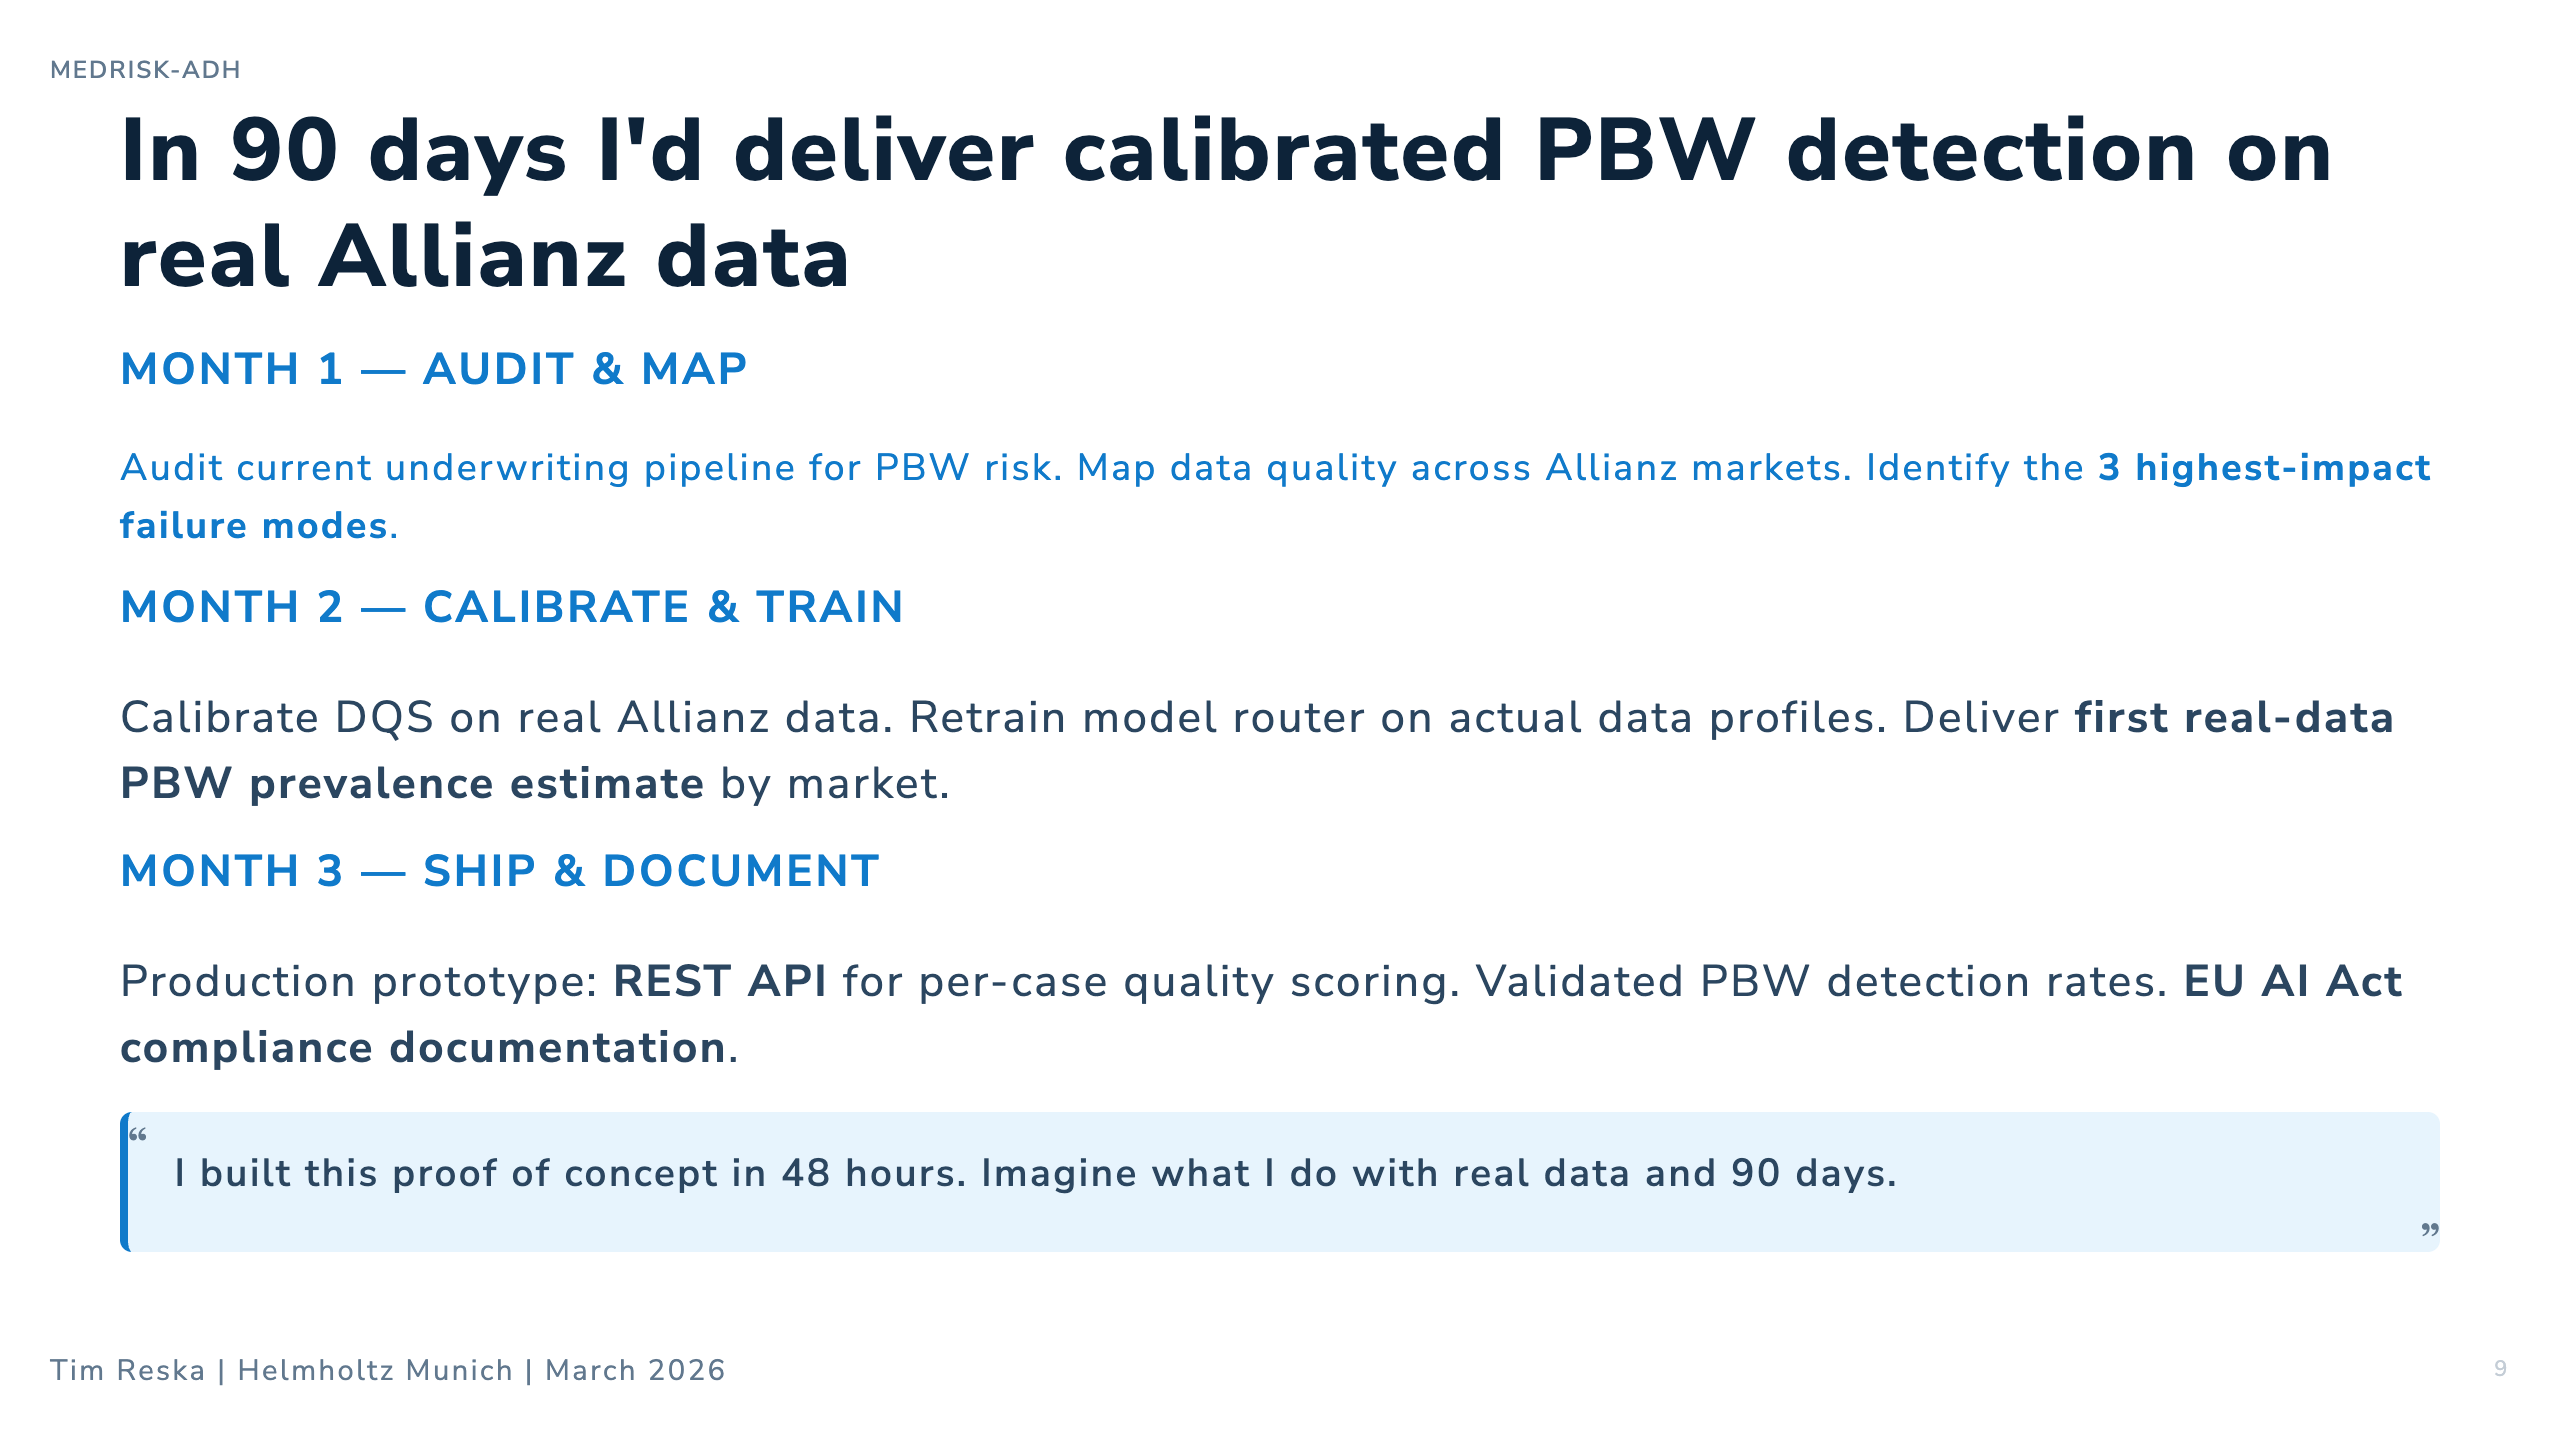 MEDRISK-ADH
In 90 days I'd deliver calibrated PBW detection on
real Allianz data
MONTH 1 — AUDIT & MAP
Audit current underwriting pipeline for PBW risk. Map data quality across Allianz markets. Identify the 3 highest-impact
failure modes.
MONTH 2 — CALIBRATE & TRAIN
Calibrate DQS on real Allianz data. Retrain model router on actual data profiles. Deliver first real-data
PBW prevalence estimate by market.
MONTH 3 — SHIP & DOCUMENT
Production prototype: REST API for per-case quality scoring. Validated PBW detection rates. EU AI Act
compliance documentation.
“
I built this proof of concept in 48 hours. Imagine what I do with real data and 90 days.
”
Tim Reska | Helmholtz Munich | March 2026
9